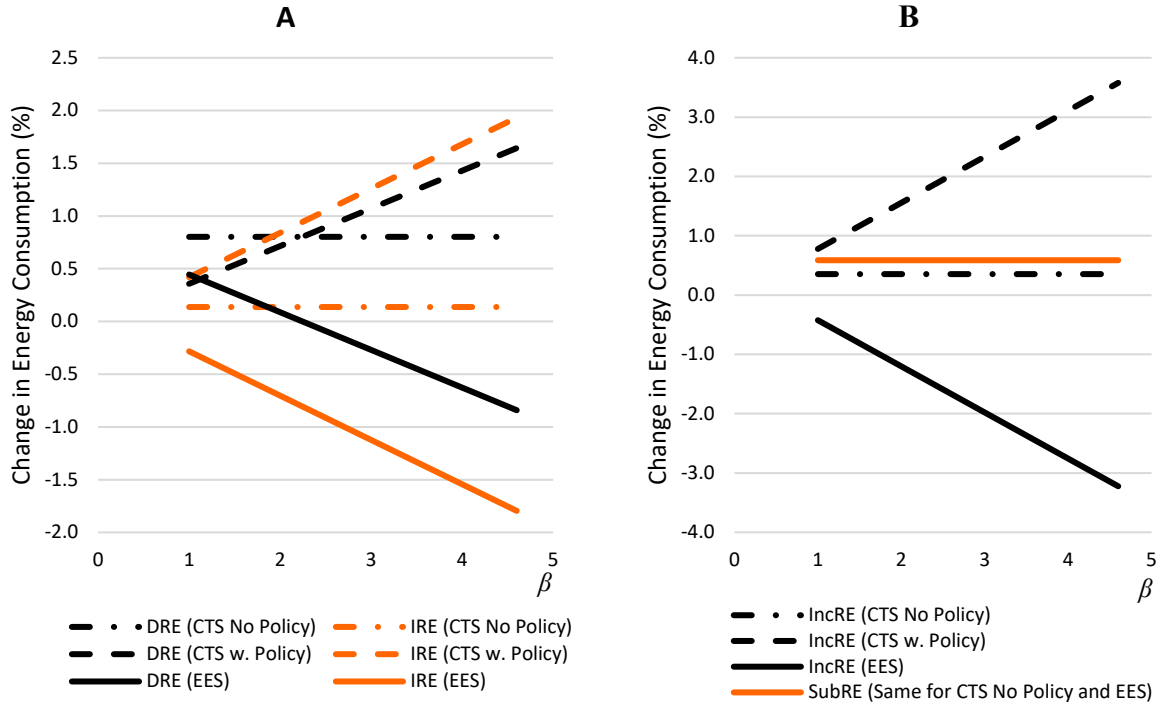 A
Change in Energy Consumption (%)
2.5
2.0
1.5
1.0
0.5
0.0
-0.5
-1.0
-1.5
-2.0
0 1 2 3 4 5
β
DRE (CTS No Policy) IRE (CTS No Policy)
DRE (CTS w. Policy) IRE (CTS w. Policy)
DRE (EES) IRE (EES)
B
Change in Energy Consumption (%)
4.0
3.0
2.0
1.0
0.0
-1.0
-2.0
-3.0
-4.0
0 1 2 3 4 5
β
IncRE (CTS No Policy)
IncRE (CTS w. Policy)
IncRE (EES)
SubRE (Same for CTS No Policy and EES)